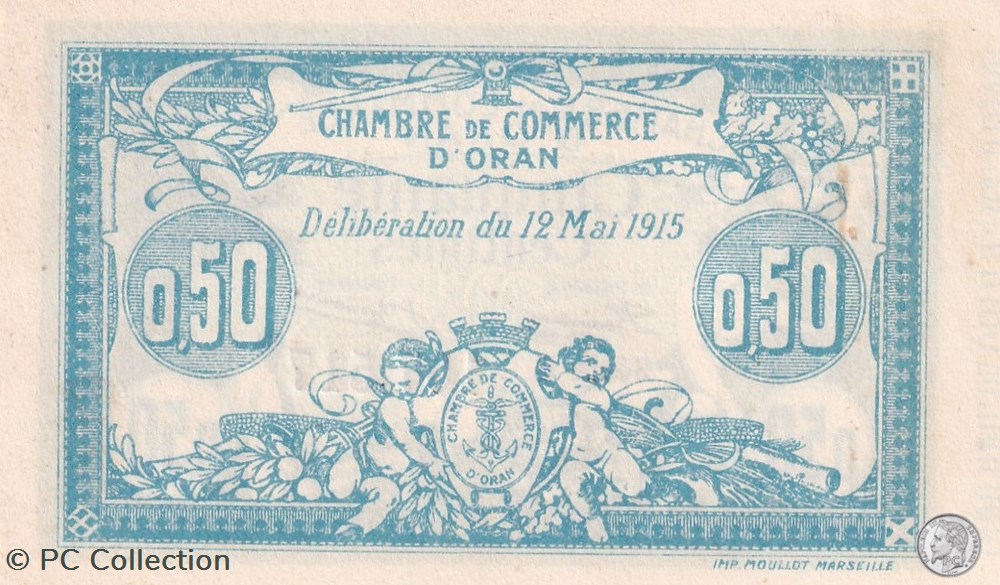 CHAMBRE DE COMMERCE
D'ORAN
Délibération du 12 Mai 1915
0,50
0,50
CHAMBRE DE COMMERCE
D'ORAN
IMP. MOULLOT MARSEILLE
© PC Collection